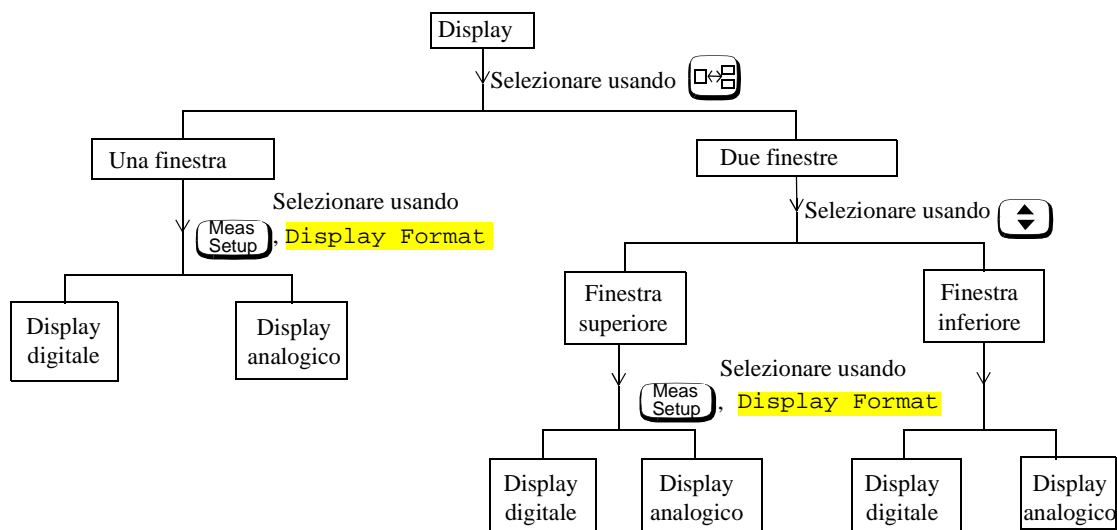 Display
Selezionare usando
Una finestra
Due finestre
Selezionare usando
Meas
Setup
, Display Format
Selezionare usando
Display
digitale
Display
analogico
Finestra
superiore
Finestra
inferiore
Selezionare usando
Meas
Setup
, Display Format
Display
digitale
Display
analogico
Display
digitale
Display
analogico